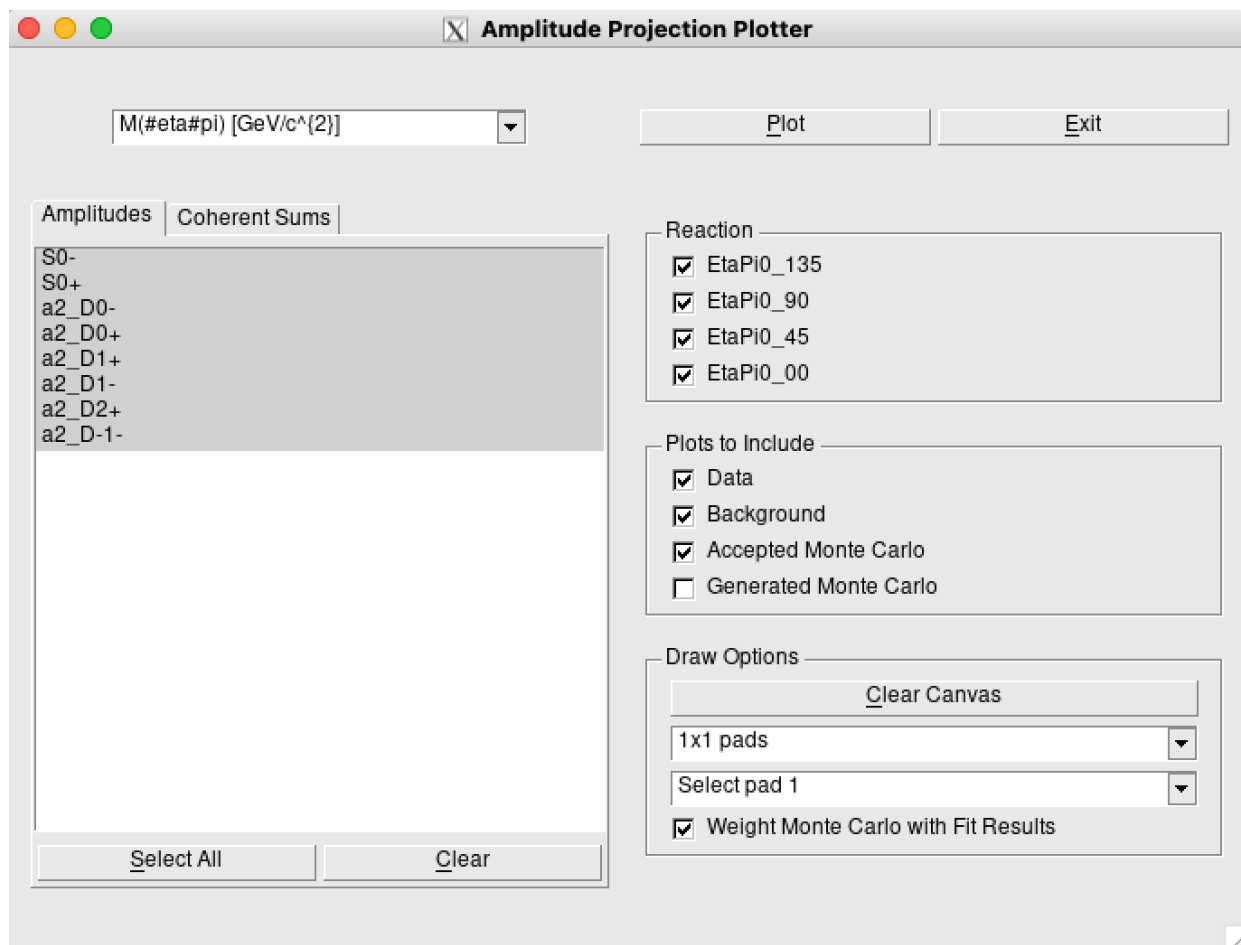 Amplitude Projection Plotter
M(#eta#pi) [GeV/c^{2}]
Plot
Exit
Amplitudes
Coherent Sums
S0-
S0+
a2_D0-
a2_D0+
a2_D1+
a2_D1-
a2_D2+
a2_D-1-
Select All
Clear
Reaction
EtaPi0_135
EtaPi0_90
EtaPi0_45
EtaPi0_00
Plots to Include
Data
Background
Accepted Monte Carlo
Generated Monte Carlo
Draw Options
Clear Canvas
1x1 pads
Select pad 1
Weight Monte Carlo with Fit Results